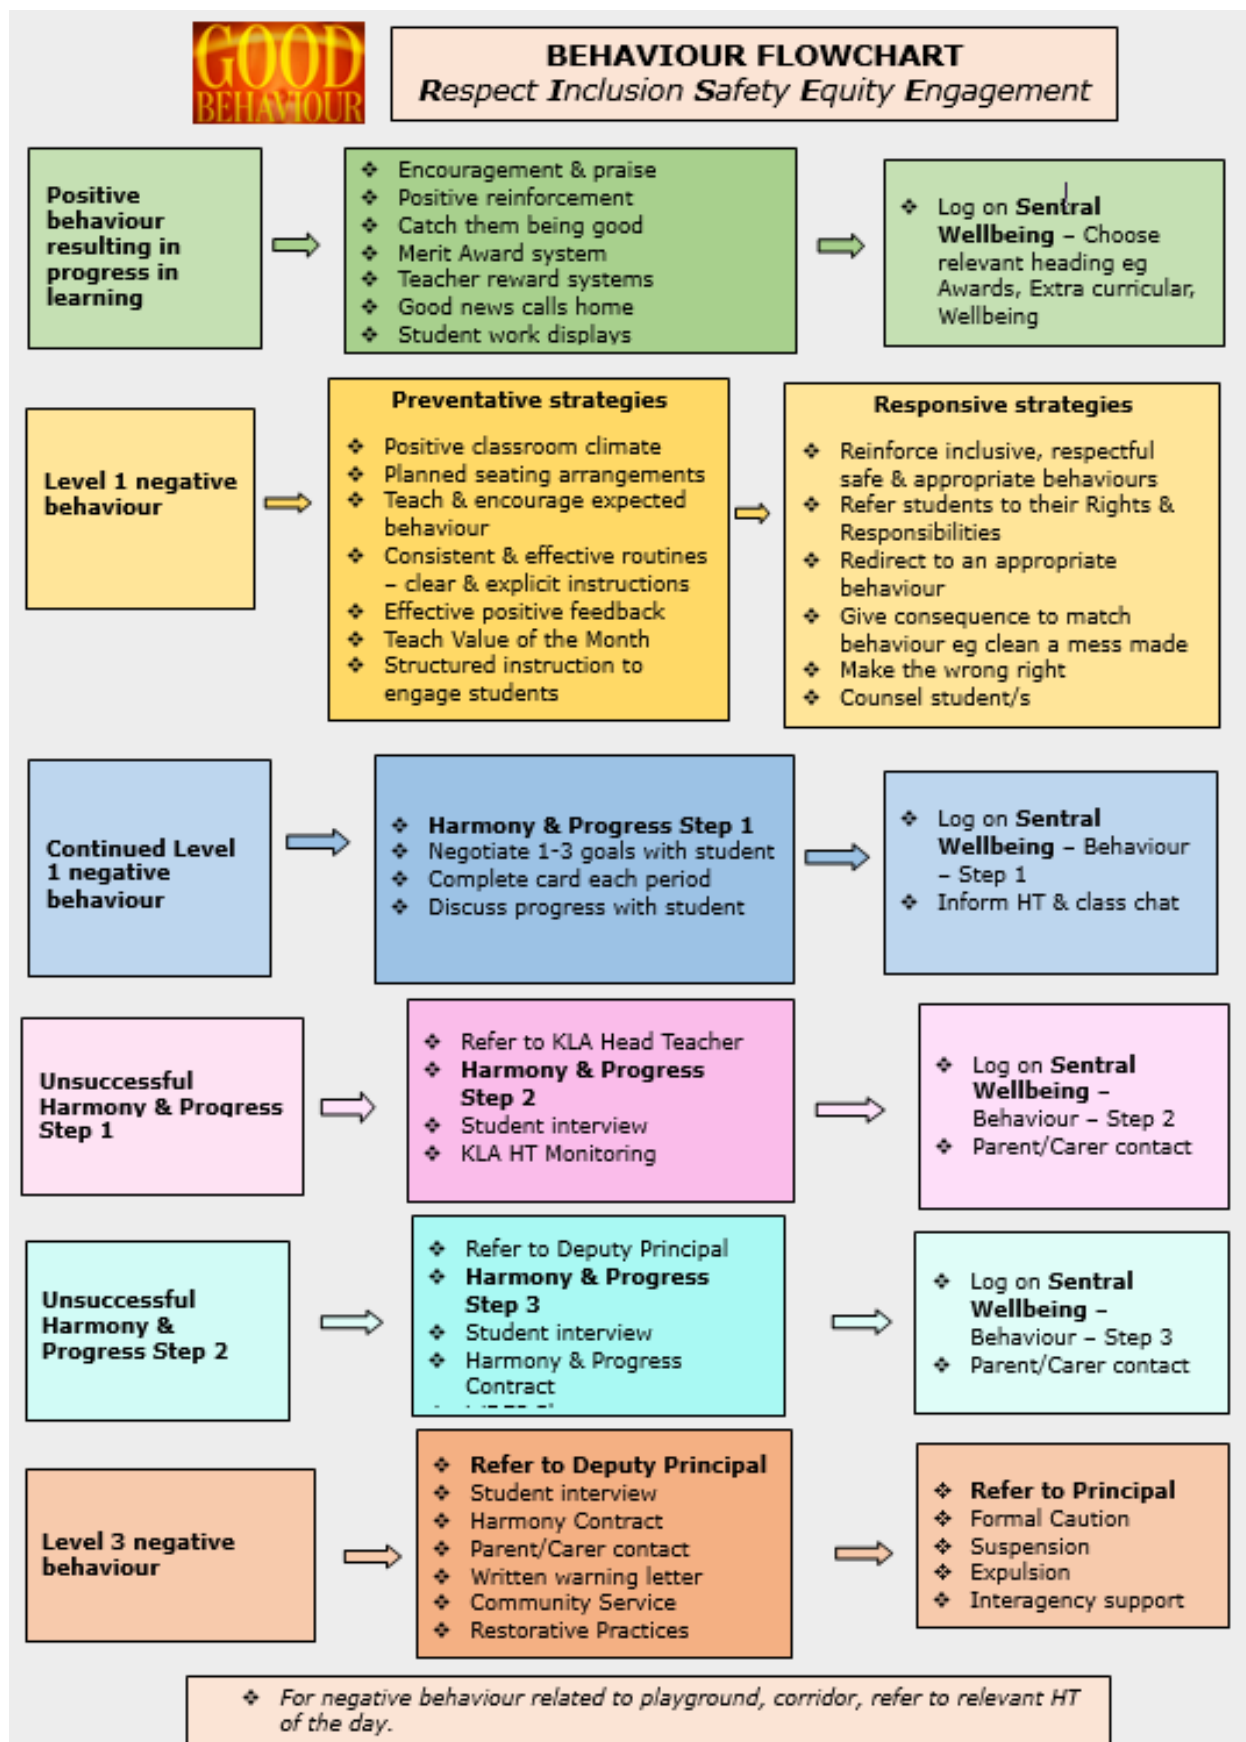 GOOD
BEHAVIOUR
BEHAVIOUR FLOWCHART
Respect Inclusion Safety Equity Engagement
Positive
behaviour
resulting in
progress in
learning
❖ Encouragement & praise
❖ Positive reinforcement
❖ Catch them being good
❖ Merit Award system
❖ Teacher reward systems
❖ Good news calls home
❖ Student work displays
❖ Log on Sentral
Wellbeing – Choose
relevant heading eg
Awards, Extra curricular,
Wellbeing
Level 1 negative
behaviour
Preventative strategies
❖ Positive classroom climate
❖ Planned seating arrangements
❖ Teach & encourage expected
behaviour
❖ Consistent & effective routines
– clear & explicit instructions
❖ Effective positive feedback
❖ Teach Value of the Month
❖ Structured instruction to
engage students
Responsive strategies
❖ Reinforce inclusive, respectful
safe & appropriate behaviours
❖ Refer students to their Rights &
Responsibilities
❖ Redirect to an appropriate
behaviour
❖ Give consequence to match
behaviour eg clean a mess made
❖ Make the wrong right
❖ Counsel student/s
Continued Level
1 negative
behaviour
❖ Harmony & Progress Step 1
❖ Negotiate 1-3 goals with student
❖ Complete card each period
❖ Discuss progress with student
❖ Log on Sentral
Wellbeing – Behaviour
– Step 1
❖ Inform HT & class chat
Unsuccessful
Harmony & Progress
Step 1
❖ Refer to KLA Head Teacher
❖ Harmony & Progress
Step 2
❖ Student interview
❖ KLA HT Monitoring
❖ Log on Sentral
Wellbeing –
Behaviour – Step 2
❖ Parent/Carer contact
Unsuccessful
Harmony &
Progress Step 2
❖ Refer to Deputy Principal
❖ Harmony & Progress
Step 3
❖ Student interview
❖ Harmony & Progress
Contract
❖ Log on Sentral
Wellbeing –
Behaviour – Step 3
❖ Parent/Carer contact
Level 3 negative
behaviour
❖ Refer to Deputy Principal
❖ Student interview
❖ Harmony Contract
❖ Parent/Carer contact
❖ Written warning letter
❖ Community Service
❖ Restorative Practices
❖ Refer to Principal
❖ Formal Caution
❖ Suspension
❖ Expulsion
❖ Interagency support
❖ For negative behaviour related to playground, corridor, refer to relevant HT
of the day.